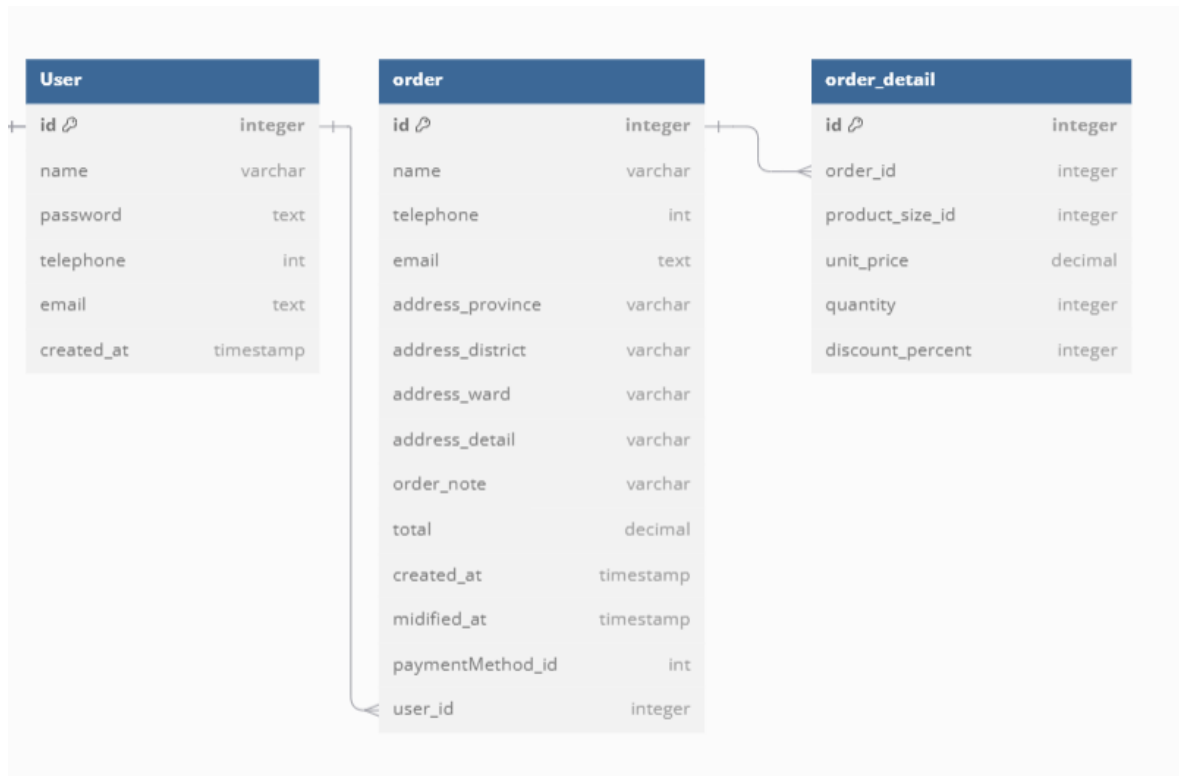 User
id integer
name varchar
password text
telephone int
email text
created_at timestamp
order
id integer
name varchar
telephone int
email text
address_province varchar
address_district varchar
address_ward varchar
address_detail varchar
order_note varchar
total decimal
created_at timestamp
midified_at timestamp
paymentMethod_id int
user_id integer
order_detail
id integer
order_id integer
product_size_id integer
unit_price decimal
quantity integer
discount_percent integer